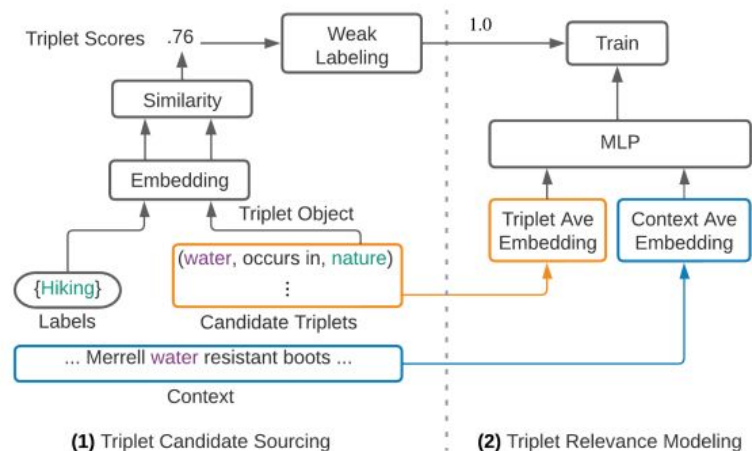 Triplet Scores .76
Weak
Labeling
1.0
Train
Similarity
MLP
Embedding
Triplet Object
Triplet Ave
Embedding
Context Ave
Embedding
(water, occurs in, nature)
⋮
{Hiking}
Labels
Candidate Triplets
... Merrell water resistant boots ...
Context
(1) Triplet Candidate Sourcing
(2) Triplet Relevance Modeling